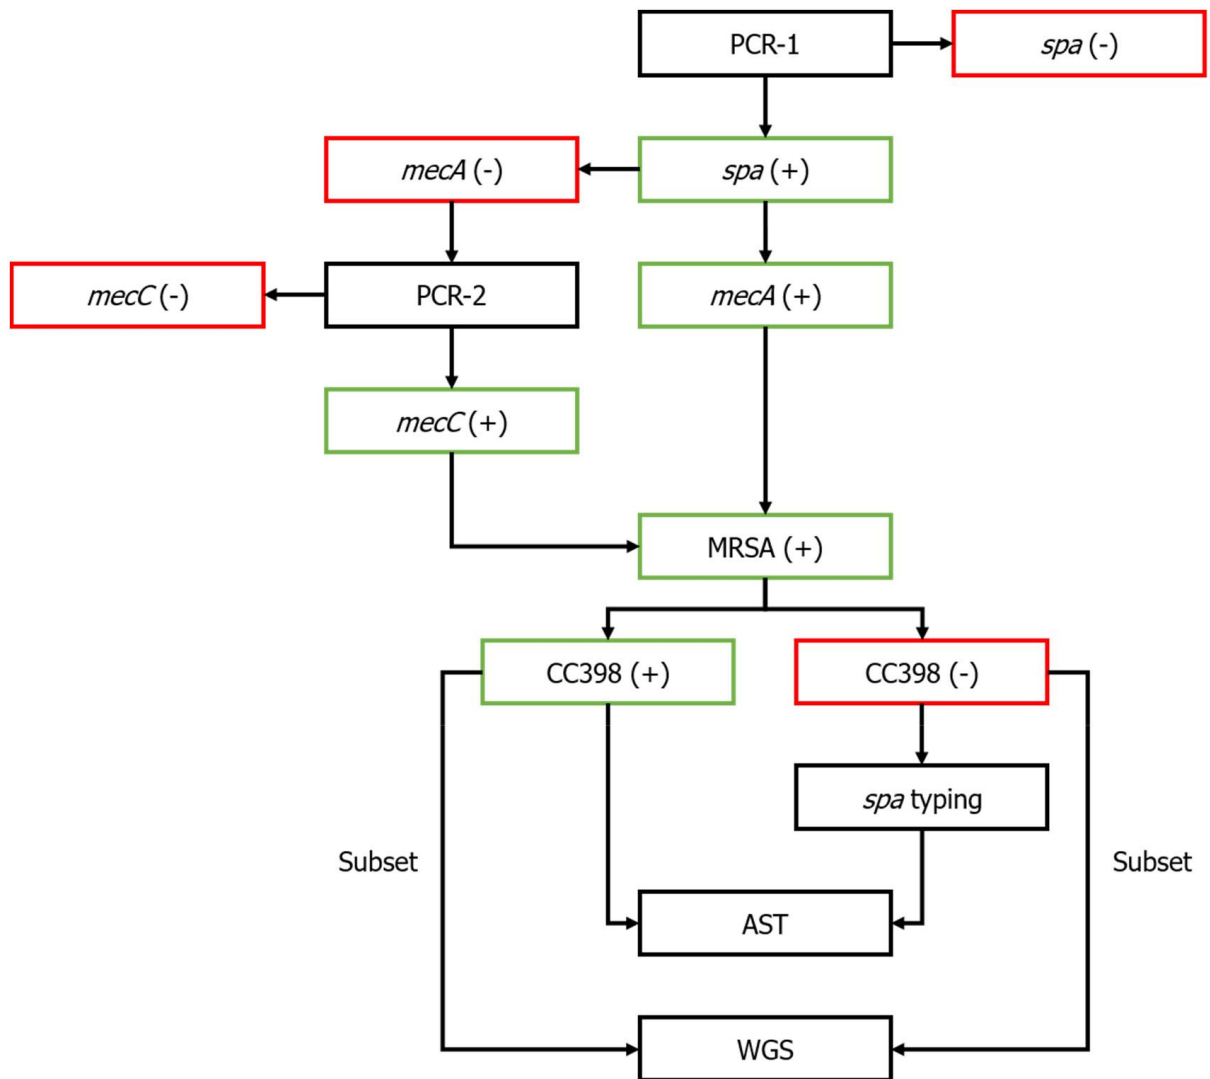 PCR-1
spa (-)
mecA (-)
spa (+)
mecC (-)
PCR-2
mecA (+)
mecC (+)
MRSA (+)
CC398 (+)
CC398 (-)
spa typing
Subset
Subset
AST
WGS